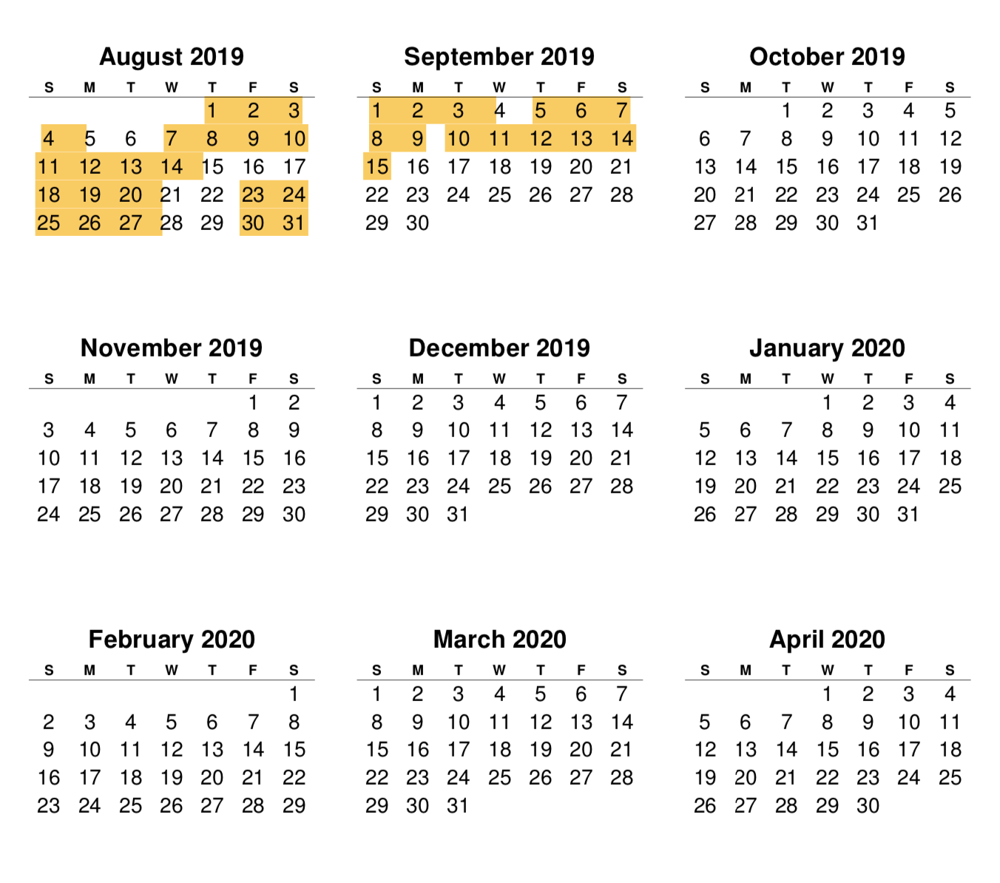 August 2019 September 2019 October 2019
S M T W T F S S M T W T F S S M T W T F S
1 2 3 1 2 3 4 5 6 7 1 2 3 4 5
4 5 6 7 8 9 10 8 9 10 11 12 13 14 6 7 8 9 10 11 12
11 12 13 14 15 16 17 15 16 17 18 19 20 21 13 14 15 16 17 18 19
18 19 20 21 22 23 24 22 23 24 25 26 27 28 20 21 22 23 24 25 26
25 26 27 28 29 30 31 29 30 27 28 29 30 31
November 2019 December 2019 January 2020
S M T W T F S S M T W T F S S M T W T F S
1 2 1 2 3 4 5 6 7 1 2 3 4
3 4 5 6 7 8 9 8 9 10 11 12 13 14 5 6 7 8 9 10 11
10 11 12 13 14 15 16 15 16 17 18 19 20 21 12 13 14 15 16 17 18
17 18 19 20 21 22 23 22 23 24 25 26 27 28 19 20 21 22 23 24 25
24 25 26 27 28 29 30 29 30 31 26 27 28 29 30 31
February 2020 March 2020 April 2020
S M T W T F S S M T W T F S S M T W T F S
1 1 2 3 4 5 6 7 1 2 3 4
2 3 4 5 6 7 8 8 9 10 11 12 13 14 5 6 7 8 9 10 11
9 10 11 12 13 14 15 15 16 17 18 19 20 21 12 13 14 15 16 17 18
16 17 18 19 20 21 22 22 23 24 25 26 27 28 19 20 21 22 23 24 25
23 24 25 26 27 28 29 29 30 31 26 27 28 29 30